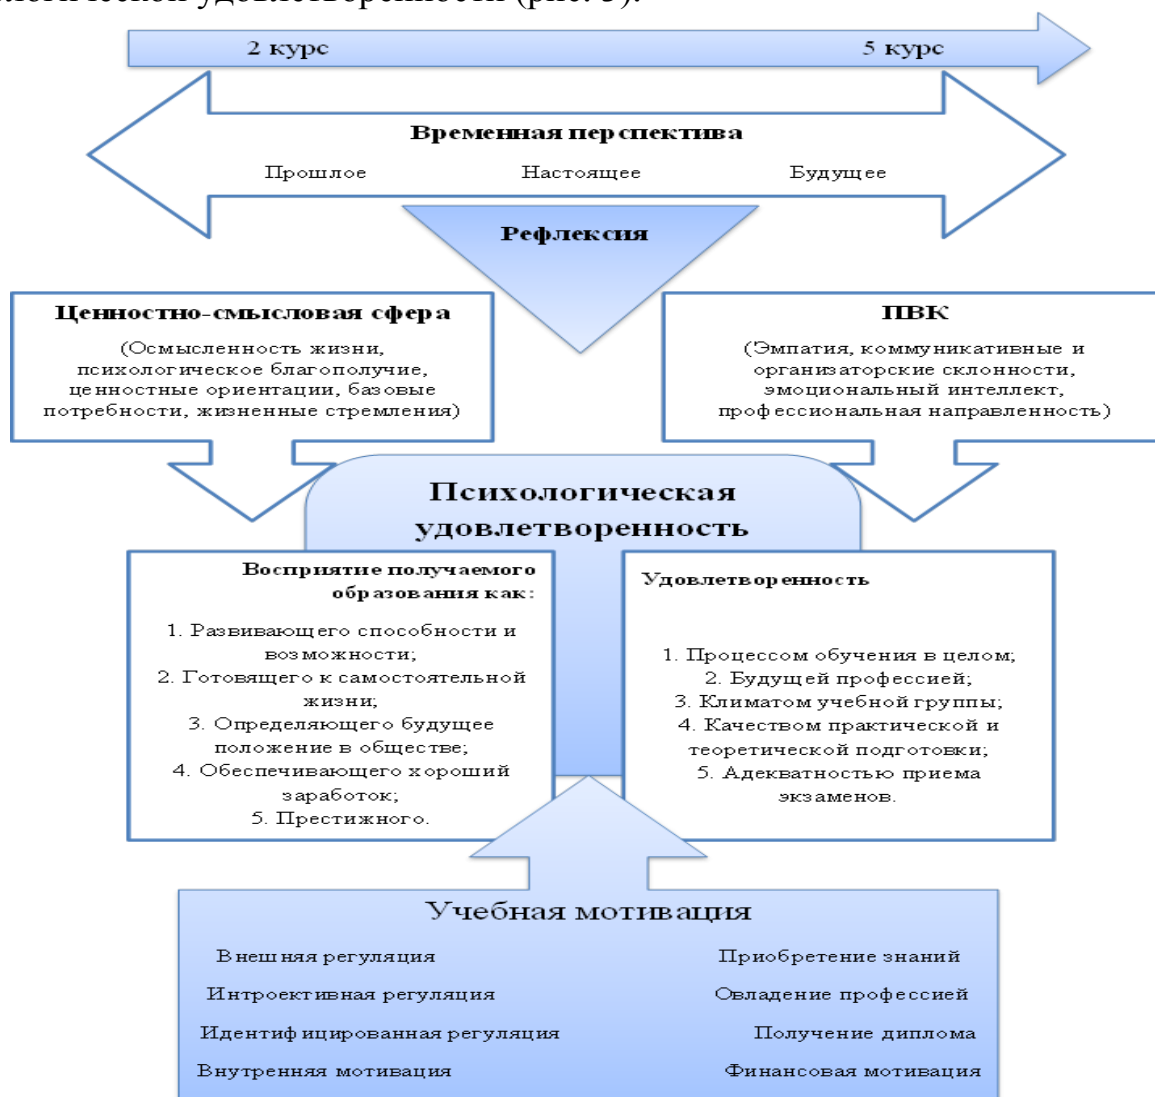 логической удовлетворенности (рис. 3).
2 курс
5 курс
Временная перспектива
Прошлое
Настоящее
Будущее
Рефлексия
Ценностно-смысловая сфера
(Осмысленность жизни,
психологическое благополучие,
ценностные ориентации, базовые
потребности, жизненные стремления)
ПВК
(Эмпатия, коммуникативные и
организаторские склонности,
эмоциональный интеллект,
профессиональная направленность)
Психологическая
удовлетворенность
Восприятие получаемого
образования как:
1. Развивающего способности и
возможности;
2. Готовящего к самостоятельной
жизни;
3. Определяющего будущее
положение в обществе;
4. Обеспечивающего хороший
заработок;
5. Престижного.
Удовлетворенность
1. Процессом обучения в целом;
2. Будущей профессией;
3. Климатом учебной группы;
4. Качеством практической и
теоретической подготовки;
5. Адекватностью приема
экзаменов.
Учебная мотивация
Внешняя регуляция
Интроективная регуляция
Идентифицированная регуляция
Внутренняя мотивация
Приобретение знаний
Овладение профессией
Получение диплома
Финансовая мотивация